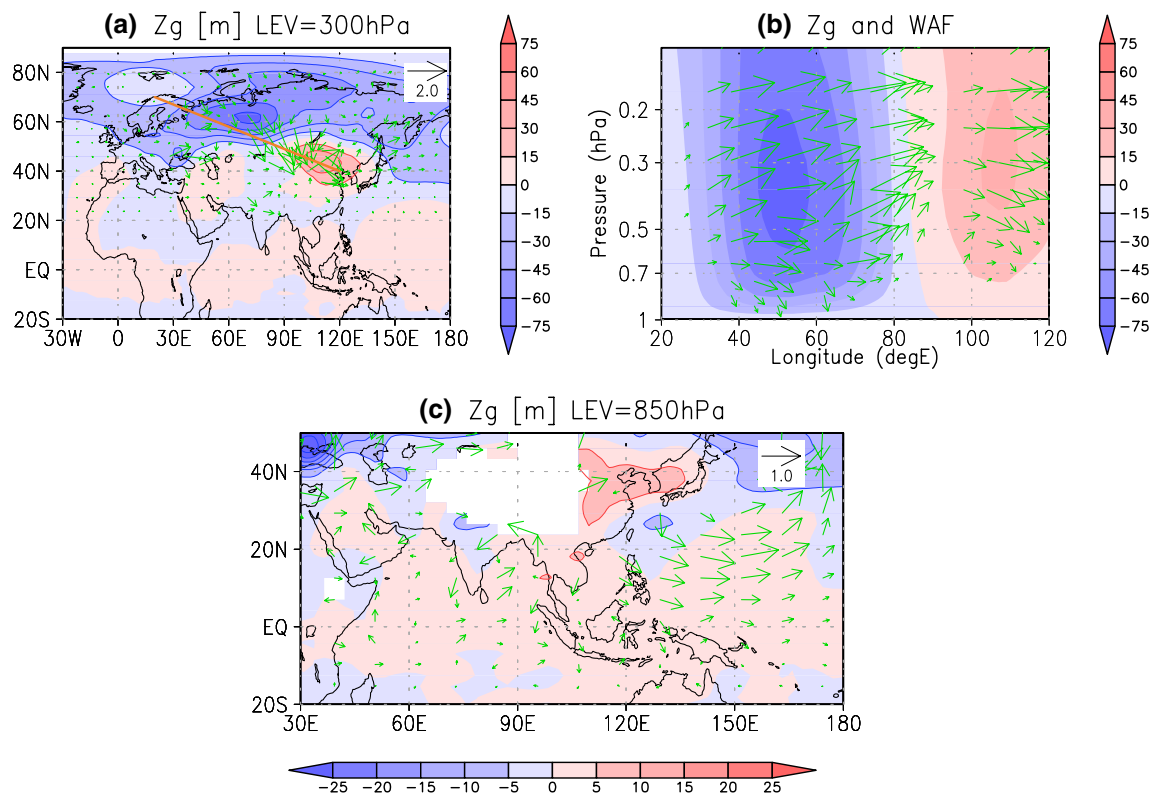 (a) Zg [m] LEV=300hPa
80N
60N
40N
20N
EQ
20S
30W 0 30E 60E 90E 120E 150E 180
2.0
75
60
45
30
15
0
−15
−30
−45
−60
−75
(b) Zg and WAF
Pressure (hPa)
0.2
0.3
0.5
0.7
1
20 40 60 80 100 120
Longitude (degE)
75
60
45
30
15
0
−15
−30
−45
−60
−75
(c) Zg [m] LEV=850hPa
40N
20N
EQ
20S
30E 60E 90E 120E 150E 180
1.0
−25 −20 −15 −10 −5 0 5 10 15 20 25